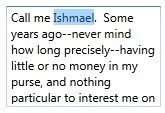 Call me Ishmael.  Some
years ago--never mind
how long precisely--having
little or no money in my
purse, and nothing
particular to interest me on